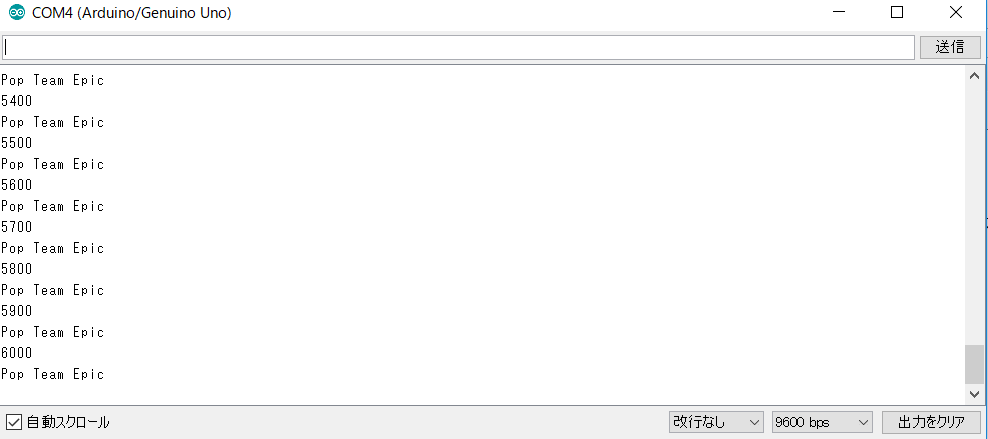 COM4 (Arduino/Genuino Uno)
送信
Pop Team Epic
5400
Pop Team Epic
5500
Pop Team Epic
5600
Pop Team Epic
5700
Pop Team Epic
5800
Pop Team Epic
5900
Pop Team Epic
6000
Pop Team Epic
自動スクロール 改行なし 9600 bps 出力をクリア